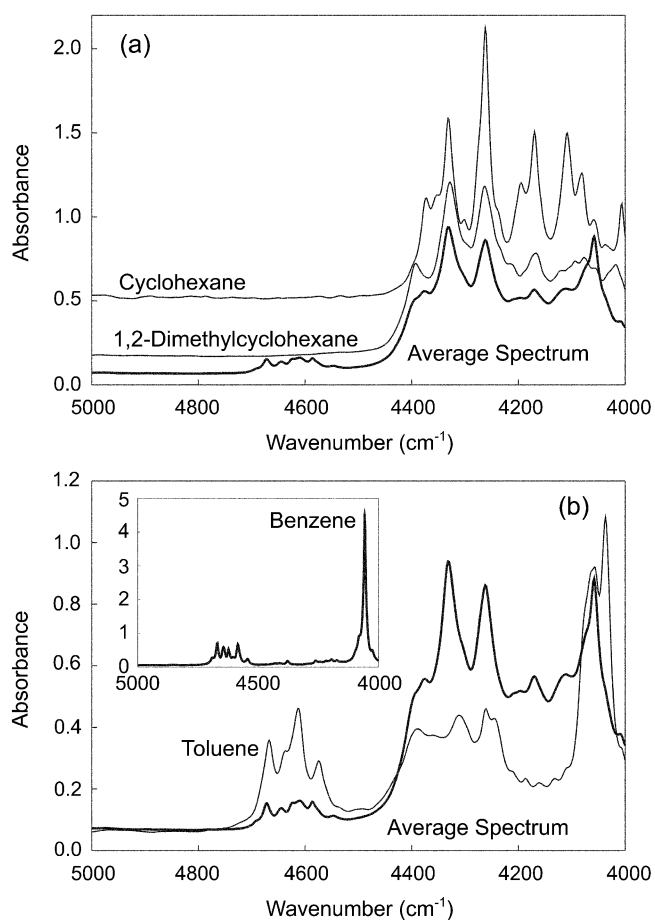 (a)
2.0
1.5
1.0
0.5
0.0
Absorbance
Cyclohexane
1,2-Dimethylcyclohexane
Average Spectrum
5000 4800 4600 4400 4200 4000
Wavenumber (cm-1)
(b)
1.2
1.0
0.8
0.6
0.4
0.2
0.0
Absorbance
5
4
3
2
1
0
Benzene
5000 4500 4000
Toluene
Average Spectrum
5000 4800 4600 4400 4200 4000
Wavenumber (cm-1)